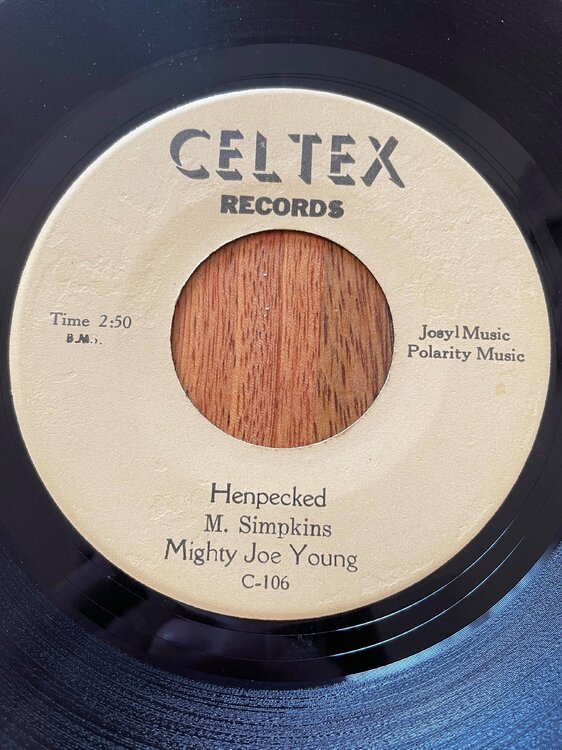 CELTEX
RECORDS
Time 2:50
Josyl Music
Polarity Music
Henpecked
M. Simpkins
Mighty Joe Young
C-106